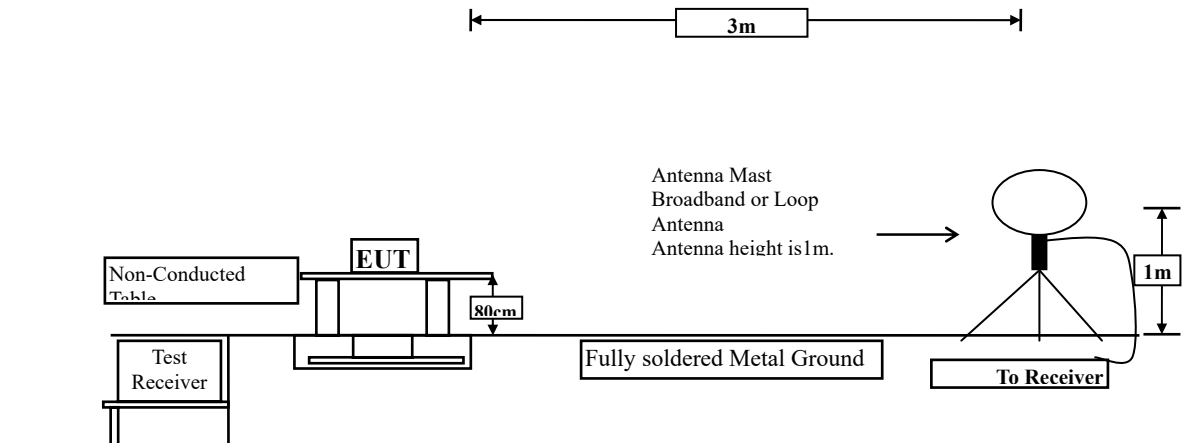 3m
Antenna Mast
Broadband or Loop
Antenna
Antenna height is1m.
EUT
Non-Conducted
Table
80cm
1m
Test
Receiver
Fully soldered Metal Ground
To Receiver